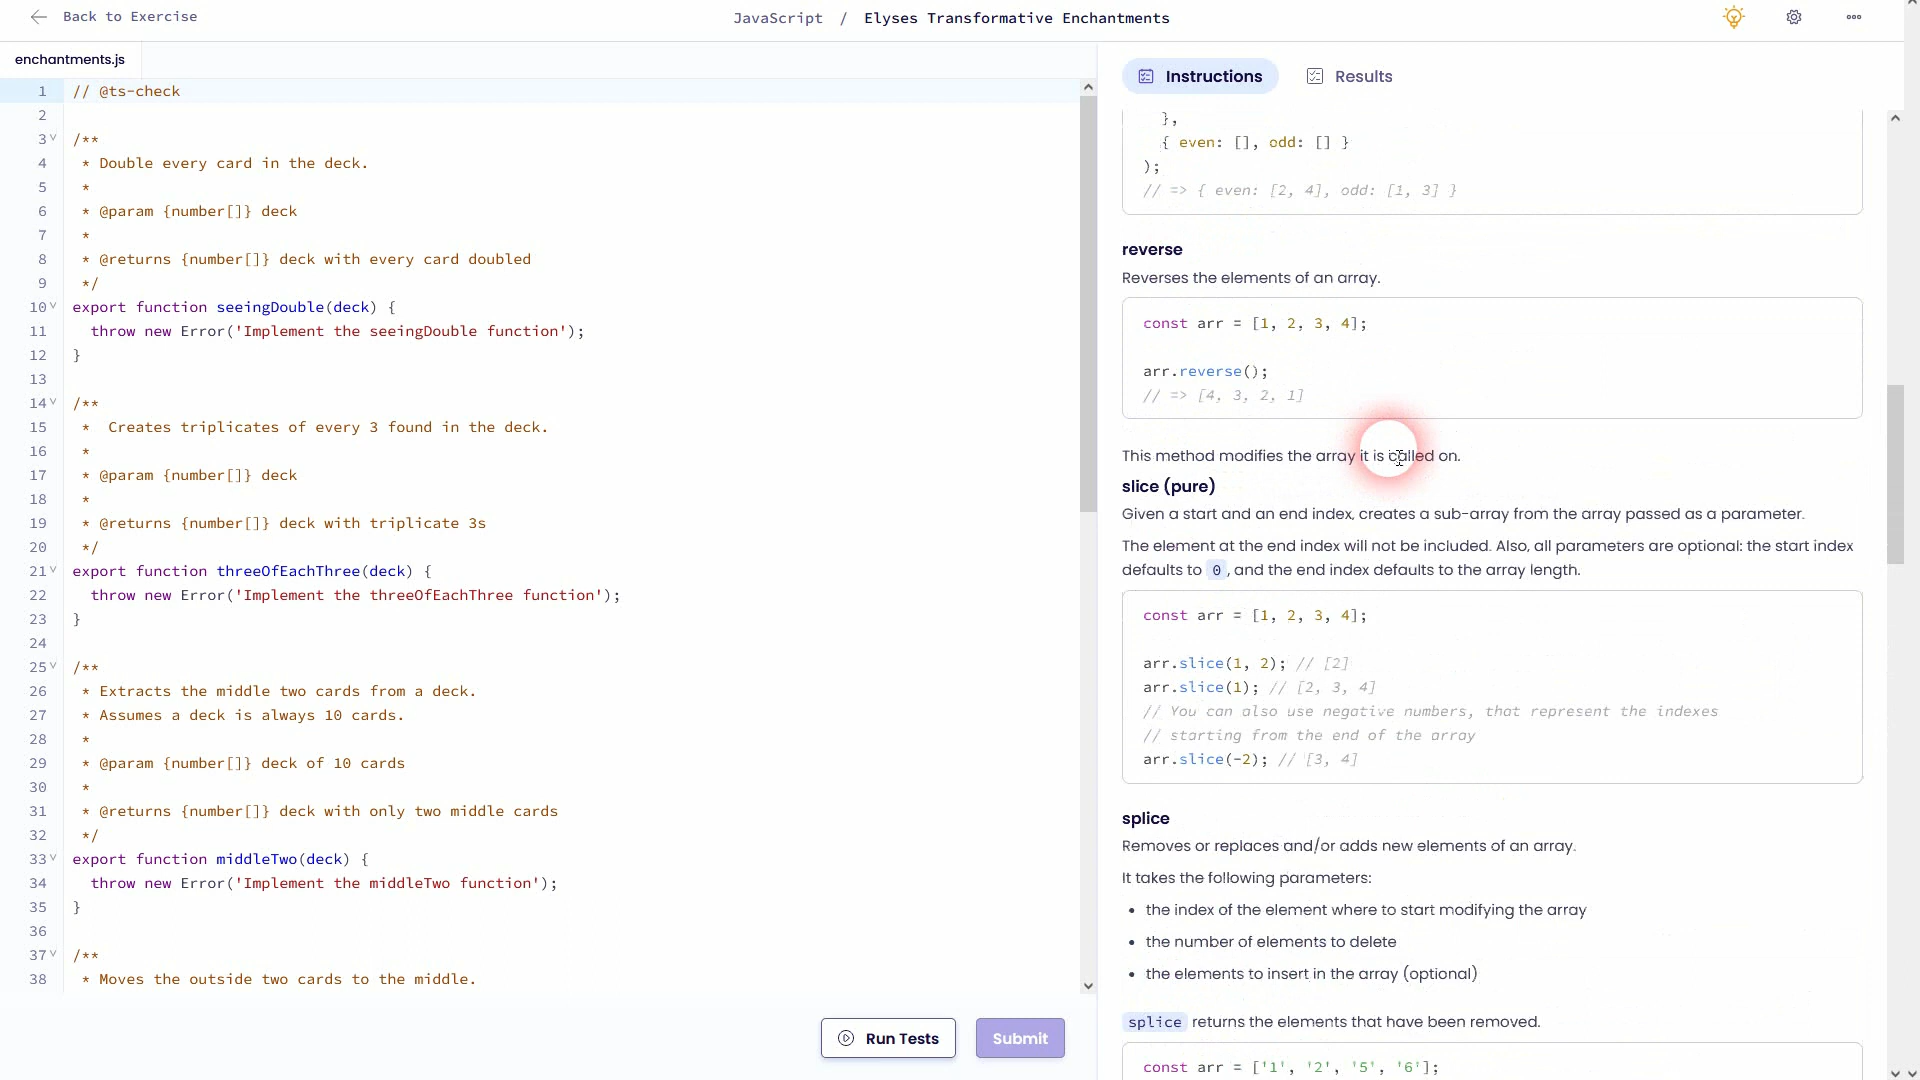 Back to Exercise
JavaScript / Elyses Transformative Enchantments
enchantments.js
1 // @ts-check
2
3 /**
4  * Double every card in the deck.
5  *
6  * @param {number[]} deck
7  *
8  * @returns {number[]} deck with every card doubled
9  */
10 export function seeingDouble(deck) {
11   throw new Error('Implement the seeingDouble function');
12 }
13
14 /**
15  *  Creates triplicates of every 3 found in the deck.
16  *
17  * @param {number[]} deck
18  *
19  * @returns {number[]} deck with triplicate 3s
20  */
21 export function threeOfEachThree(deck) {
22   throw new Error('Implement the threeOfEachThree function');
23 }
24
25 /**
26  * Extracts the middle two cards from a deck.
27  * Assumes a deck is always 10 cards.
28  *
29  * @param {number[]} deck of 10 cards
30  *
31  * @returns {number[]} deck with only two middle cards
32  */
33 export function middleTwo(deck) {
34   throw new Error('Implement the middleTwo function');
35 }
36
37 /**
38  * Moves the outside two cards to the middle.
Run Tests
Submit
Instructions
Results
},
{ even: [], odd: [] }
);
// => { even: [2, 4], odd: [1, 3] }
reverse
Reverses the elements of an array.
const arr = [1, 2, 3, 4];
arr.reverse();
// => [4, 3, 2, 1]
This method modifies the array it is called on.
slice (pure)
Given a start and an end index, creates a sub-array from the array passed as a parameter.
The element at the end index will not be included. Also, all parameters are optional: the start index
defaults to 0, and the end index defaults to the array length.
const arr = [1, 2, 3, 4];
arr.slice(1, 2); // [2]
arr.slice(1); // [2, 3, 4]
// You can also use negative numbers, that represent the indexes
// starting from the end of the array
arr.slice(-2); // [3, 4]
splice
Removes or replaces and/or adds new elements of an array.
It takes the following parameters:
• the index of the element where to start modifying the array
• the number of elements to delete
• the elements to insert in the array (optional)
splice returns the elements that have been removed.
const arr = ['1', '2', '5', '6'];